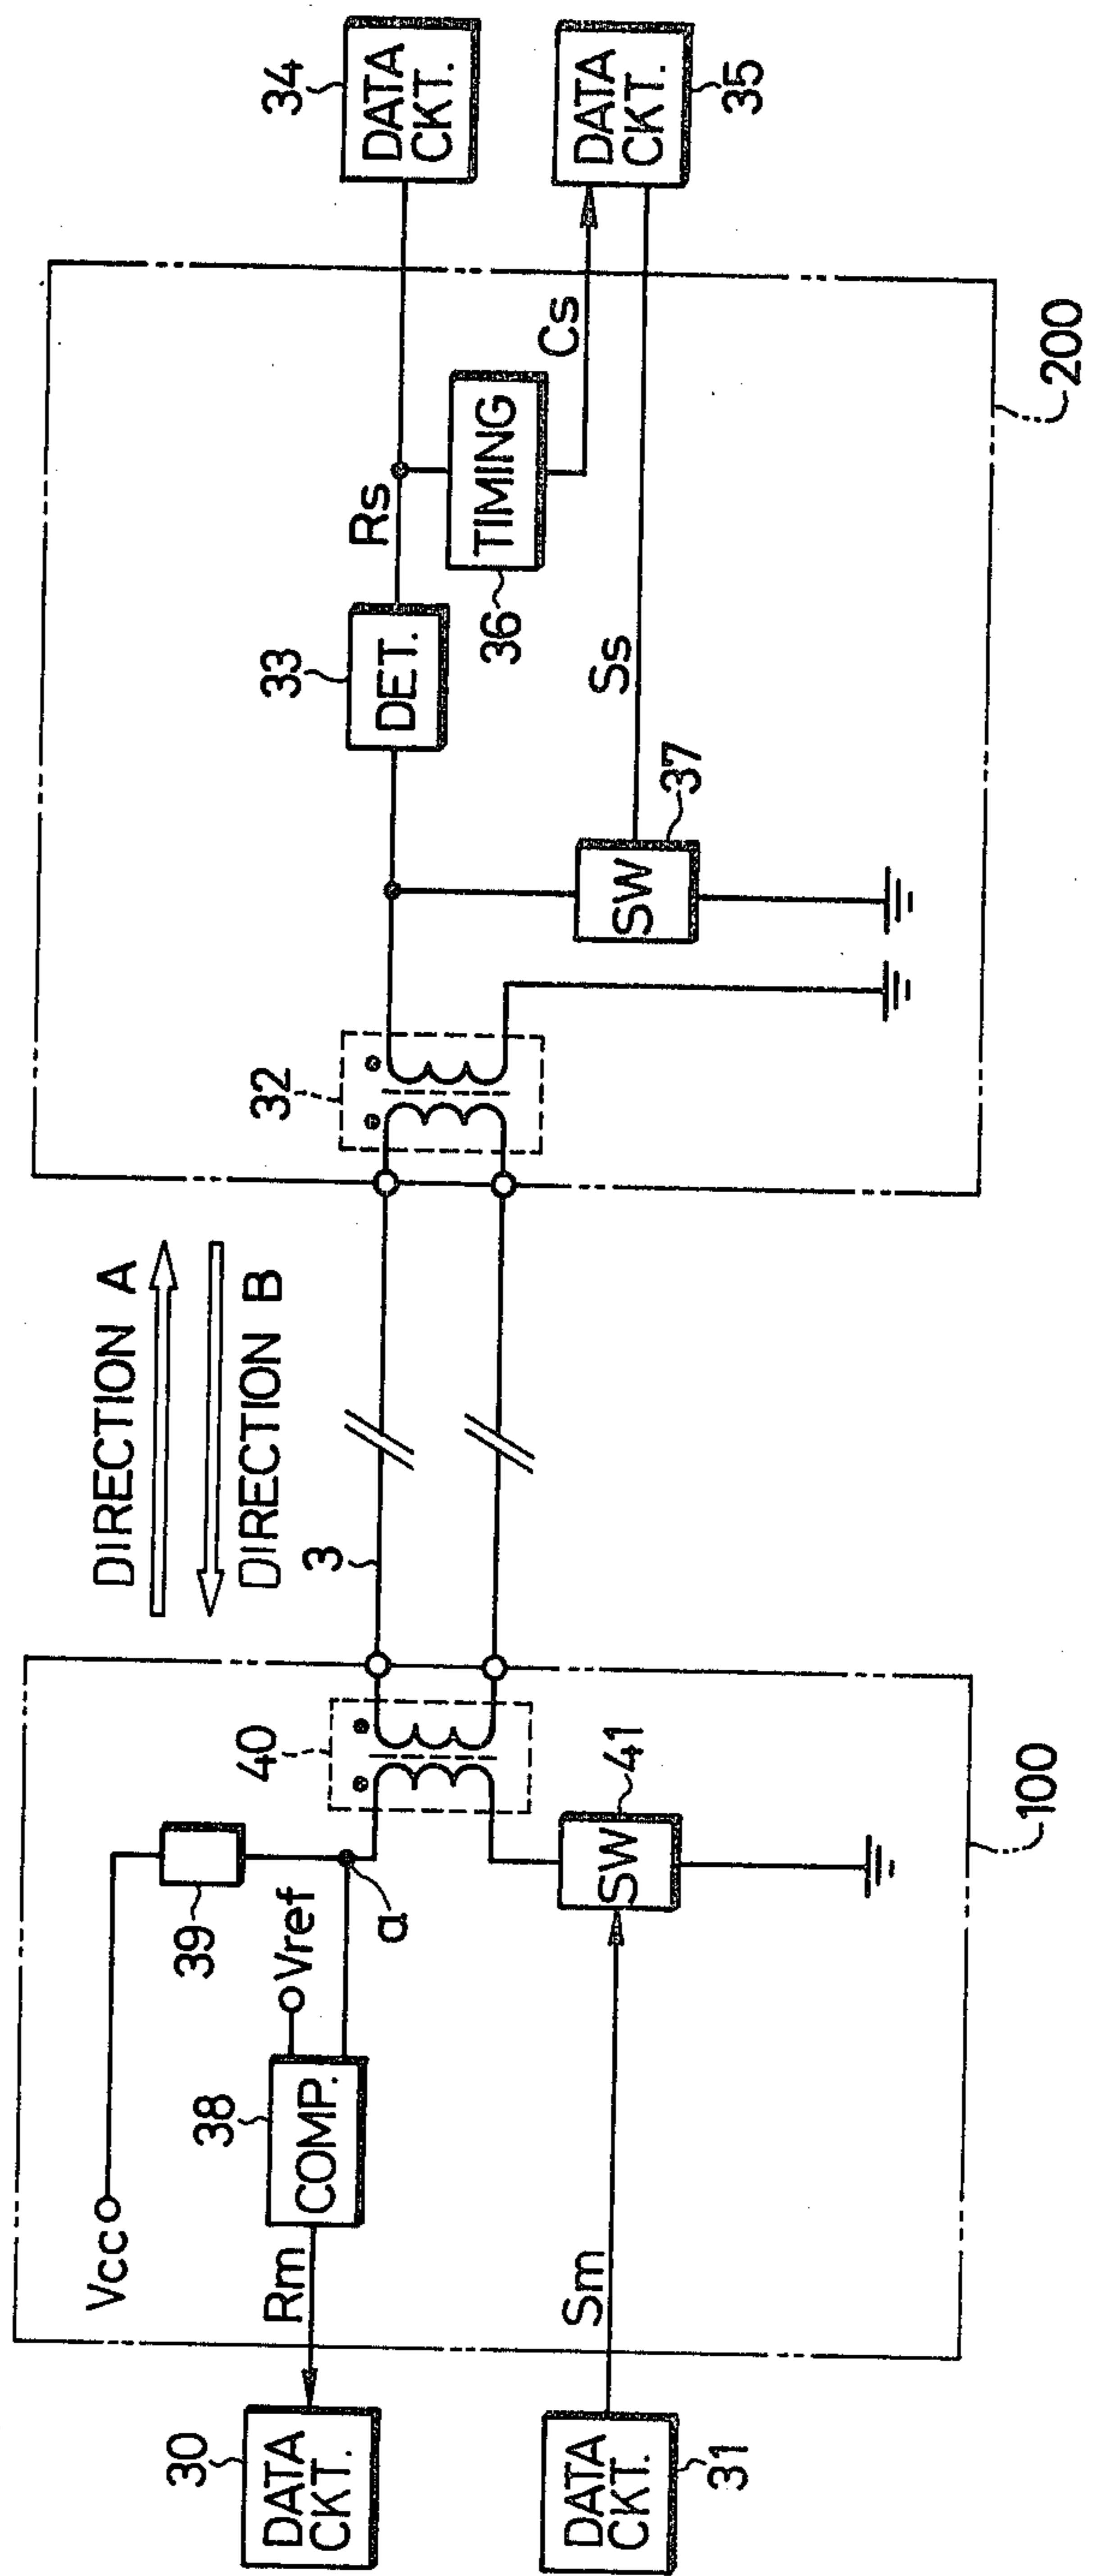 DIRECTION A
DIRECTION B
Vcc
39
40
3
32
33
Rs
34
DATA
CKT.
30
DATA
CKT.
Rm
38
COMP.
Vref
a
DET.
36
TIMING
Cs
35
DATA
CKT.
31
DATA
CKT.
Sm
SW
41
SW
37
Ss
100
200